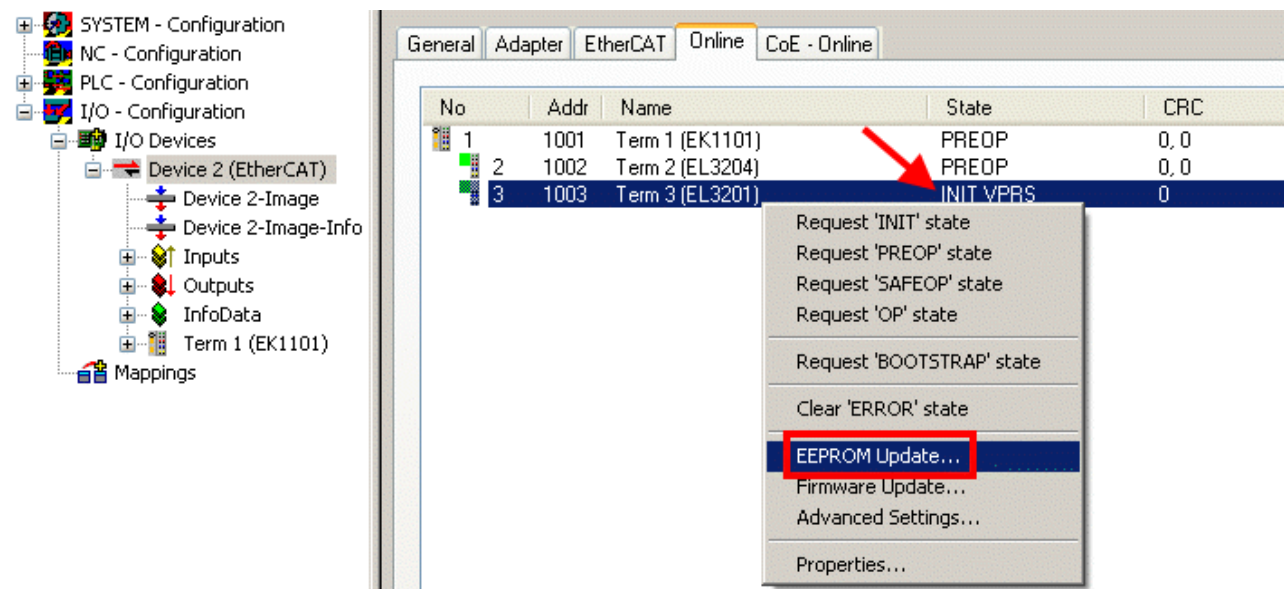 SYSTEM - Configuration
NC - Configuration
PLC - Configuration
I/O - Configuration
I/O Devices
Device 2 (EtherCAT)
Device 2-Image
Device 2-Image-Info
Inputs
Outputs
InfoData
Term 1 (EK1101)
Mappings
General Adapter EtherCAT Online CoE - Online
No Addr Name State CRC
1 1001 Term 1 (EK1101) PREOP 0, 0
2 1002 Term 2 (EL3204) PREOP 0, 0
3 1003 Term 3 (EL3201) INIT VPRS 0
Request 'INIT' state
Request 'PREOP' state
Request 'SAFEOP' state
Request 'OP' state
Request 'BOOTSTRAP' state
Clear 'ERROR' state
EEPROM Update...
Firmware Update...
Advanced Settings...
Properties...